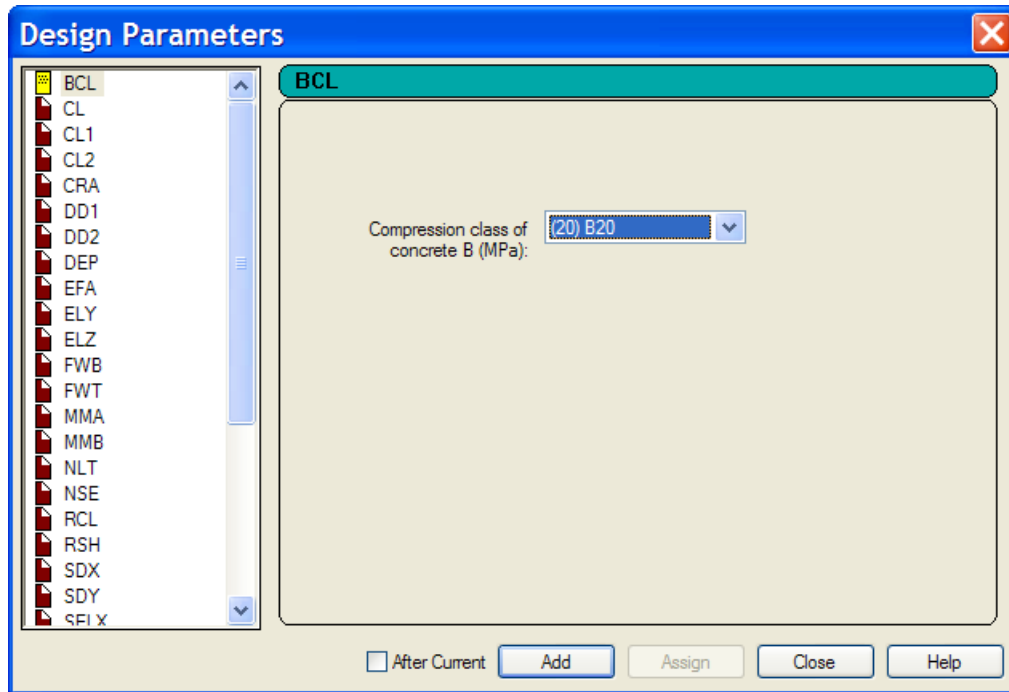 Design Parameters
BCL
CL
CL1
CL2
CRA
DD1
DD2
DEP
EFA
ELY
ELZ
FWB
FWT
MMA
MMB
NLT
NSE
RCL
RSH
SDX
SDY
SELX
BCL
Compression class of
concrete B (MPa):
(20) B20
After Current
Add
Assign
Close
Help